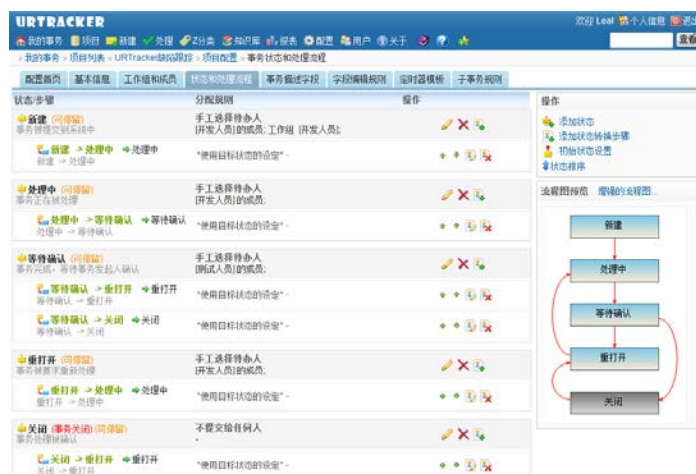 URTRACKER
欢迎 Leal 个人信息 退出
我的事务 项目 新建 处理 Z分类 知识库 报表 配置 用户 关于
查看
我的事务 » 项目列表 » URTracker缺陷跟踪 » 项目配置 » 事务状态和处理流程
配置首页 基本信息 工作组和成员 状态和处理流程 事务描述字段 字段编辑规则 定时器模板 子事务规则
状态/步骤 分配规则 操作
新建 (可停留) 手工选择待办人
事务被提交到系统中 [开发人员]的成员; 工作组 [开发人员];
新建 -> 处理中 处理中 "使用目标状态的设定" -
新建 -> 处理中
处理中 (可停留) 手工选择待办人
事务正在被处理 [开发人员]的成员;
处理中 -> 等待确认 等待确认 "使用目标状态的设定" -
处理中 -> 等待确认
等待确认 (可停留) 手工选择待办人
事务完成，等待事务发起人确认 [测试人员]的成员;
等待确认 -> 重打开 重打开 "使用目标状态的设定" -
等待确认 -> 重打开
等待确认 -> 关闭 关闭 "使用目标状态的设定" -
等待确认 -> 关闭
重打开 (可停留) 手工选择待办人
事务被要求重新处理 [开发人员]的成员;
重打开 -> 处理中 处理中 "使用目标状态的设定" -
重打开 -> 处理中
关闭 (事务关闭) (可停留) 不提交给任何人
事务处理被确认 -
关闭 -> 重打开 重打开 "使用目标状态的设定" -
关闭 -> 重打开
操作
添加状态
添加状态转换步骤
初始状态设置
状态排序
流程图预览 增强的流程图...
新建
处理中
等待确认
重打开
关闭